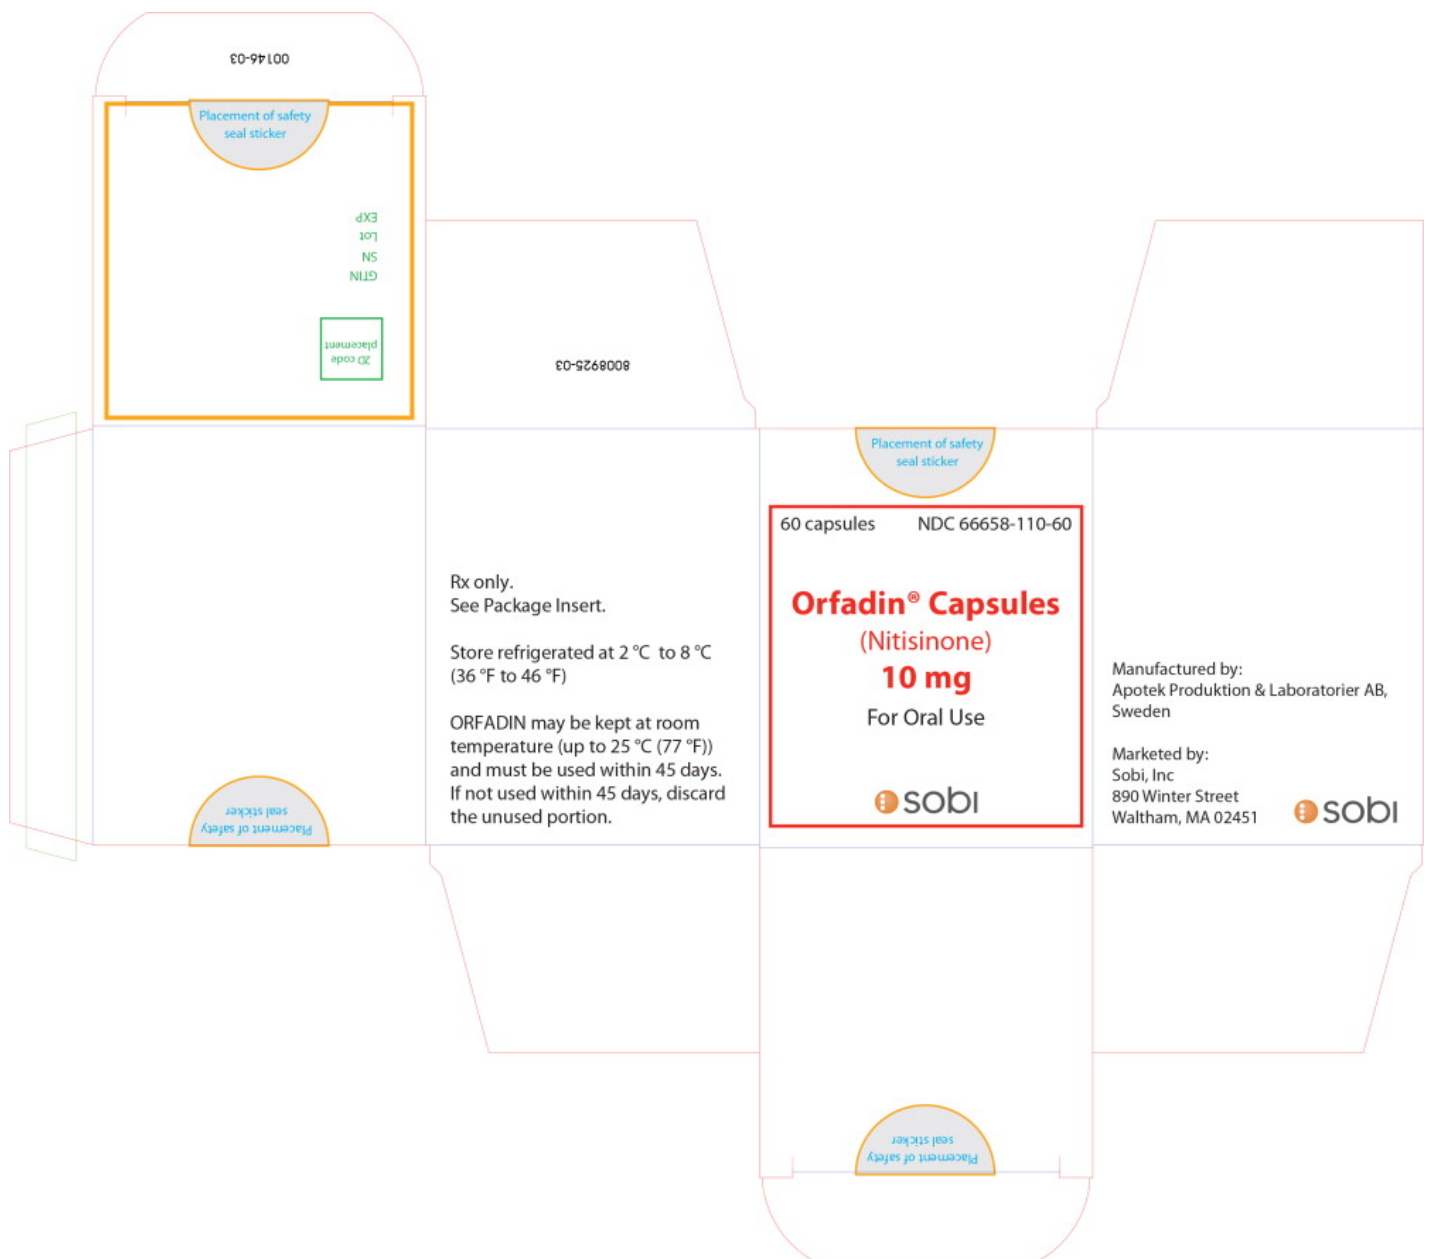 00146-03
Placement of safety
seal sticker
EXP
Lot
SN
GTIN
2D code
placement
8008925-03
Placement of safety
seal sticker
Rx only.
See Package Insert.
Store refrigerated at 2 °C to 8 °C
(36 °F to 46 °F)
ORFADIN may be kept at room
temperature (up to 25 °C (77 °F))
and must be used within 45 days.
If not used within 45 days, discard
the unused portion.
Placement of safety
seal sticker
60 capsules NDC 66658-110-60
Orfadin® Capsules
(Nitisinone)
10 mg
For Oral Use
sobi
Manufactured by:
Apotek Produktion & Laboratorier AB,
Sweden
Marketed by:
Sobi, Inc
890 Winter Street
Waltham, MA 02451
sobi
Placement of safety
seal sticker